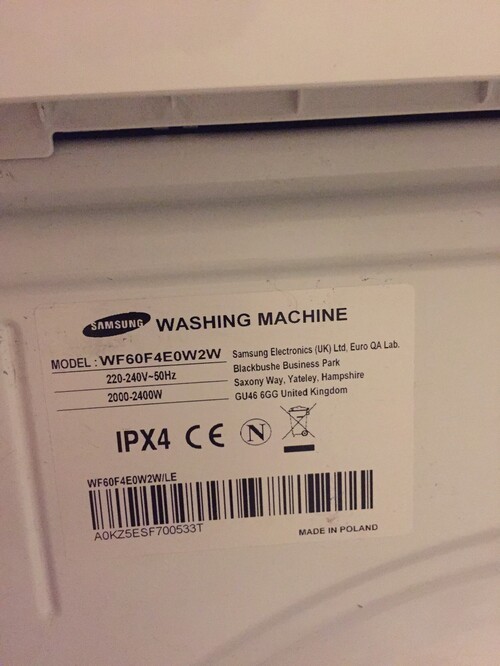 SAMSUNG WASHING MACHINE
MODEL : WF60F4E0W2W
220-240V~50Hz
2000-2400W
Samsung Electronics (UK) Ltd, Euro QA Lab.
Blackbushe Business Park
Saxony Way, Yateley, Hampshire
GU46 6GG United Kingdom
IPX4 CE N
WF60F4E0W2W/LE
A0KZ5ESF700533T
MADE IN POLAND